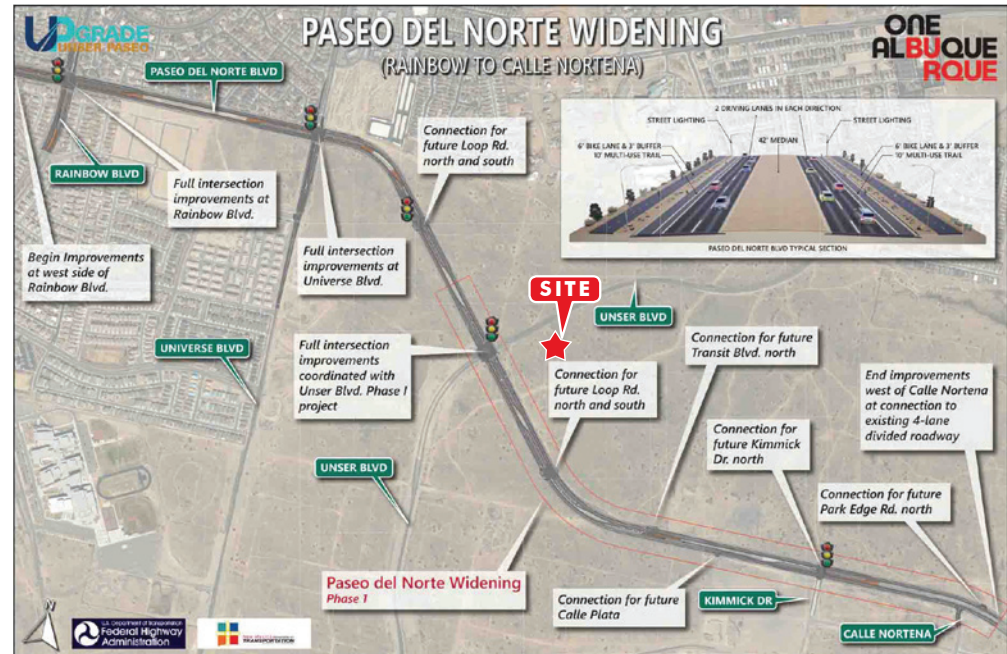 UPGRADE
UNSER PASEO
PASEO DEL NORTE WIDENING
(RAINBOW TO CALLE NORTENA)
ONE
ALBUQUE
RQUE
PASEO DEL NORTE BLVD
2 DRIVING LANES IN EACH DIRECTION
STREET LIGHTING
STREET LIGHTING
42' MEDIAN
6' BIKE LANE & 3' BUFFER
10' MULTI-USE TRAIL
6' BIKE LANE & 3' BUFFER
10' MULTI-USE TRAIL
PASEO DEL NORTE BLVD TYPICAL SECTION
Connection for
future Loop Rd.
north and south
RAINBOW BLVD
Full intersection
improvements at
Rainbow Blvd.
Begin Improvements
at west side of
Rainbow Blvd.
Full intersection
improvements at
Universe Blvd.
SITE
UNSER BLVD
UNIVERSE BLVD
Full intersection
improvements
coordinated with
Unser Blvd. Phase I
project
Connection for future
Transit Blvd. north
Connection for
future Loop Rd.
north and south
End improvements
west of Calle Nortena
at connection to
existing 4-lane
divided roadway
Connection for
future Kimmick
Dr. north
UNSER BLVD
Connection for future
Park Edge Rd. north
Paseo del Norte Widening
Phase 1
Connection for future
Calle Plata
KIMMICK DR
CALLE NORTENA
N
U.S. Department of Transportation
Federal Highway
Administration
TRANSPORTATION